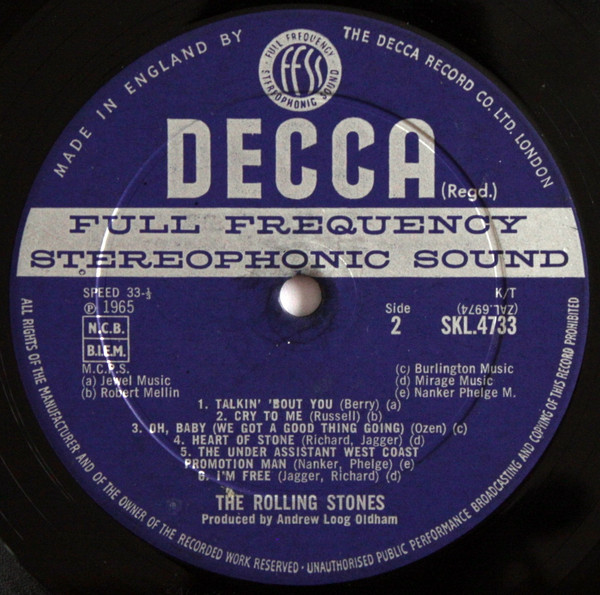 MADE IN ENGLAND BY
THE DECCA RECORD CO. LTD. LONDON
FULL FREQUENCY
ffss
STEREOPHONIC SOUND
DECCA
(Regd.)
FULL FREQUENCY
STEREOPHONIC SOUND
SPEED 33-⅓
Ⓟ 1965
N.C.B.
B.I.E.M.
M.C.P.S.
(a) Jewel Music
(b) Robert Mellin
K/T
(ZAL.6974)
Side
2
SKL.4733
(c) Burlington Music
(d) Mirage Music
(e) Nanker Phelge M.
1. TALKIN' 'BOUT YOU (Berry) (a)
2. CRY TO ME (Russell) (b)
3. OH, BABY (WE GOT A GOOD THING GOING) (Ozen) (c)
4. HEART OF STONE (Richard, Jagger) (d)
5. THE UNDER ASSISTANT WEST COAST
PROMOTION MAN (Nanker, Phelge) (e)
6. I'M FREE (Jagger, Richard) (d)
THE ROLLING STONES
Produced by Andrew Loog Oldham
ALL RIGHTS OF THE MANUFACTURER AND OF THE OWNER OF THE RECORDED WORK RESERVED · UNAUTHORISED PUBLIC PERFORMANCE BROADCASTING AND COPYING OF THIS RECORD PROHIBITED